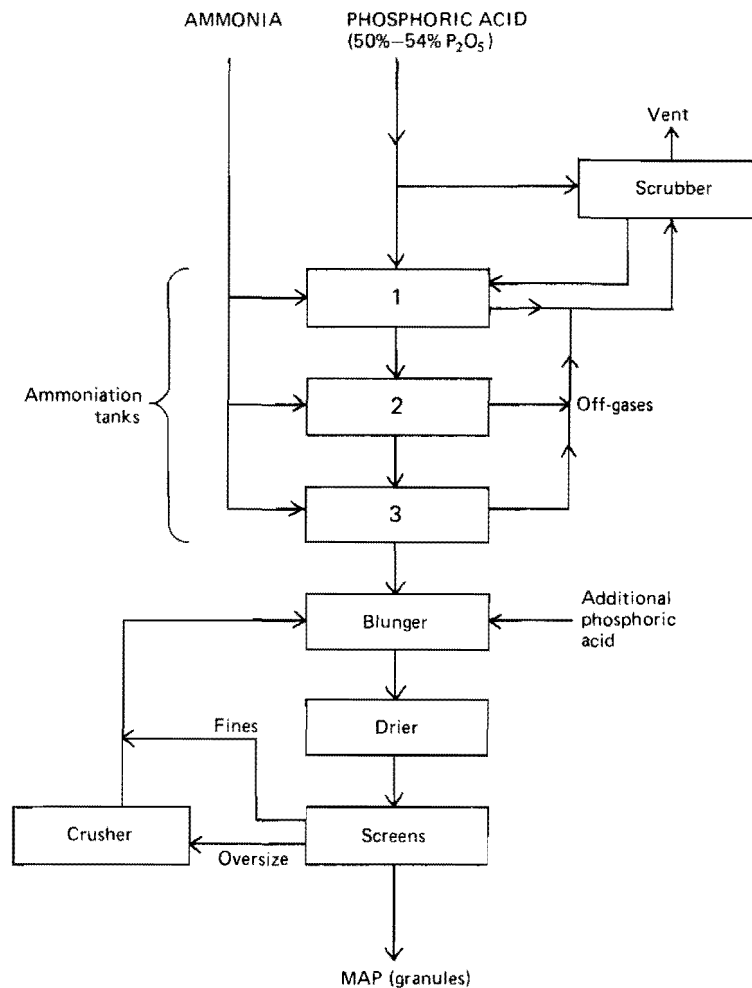 AMMONIA
PHOSPHORIC ACID
(50%–54% P₂O₅)
Vent
Scrubber
1
Ammoniation
tanks
2
Off-gases
3
Additional
phosphoric
acid
Blunger
Drier
Fines
Crusher
Oversize
Screens
MAP (granules)